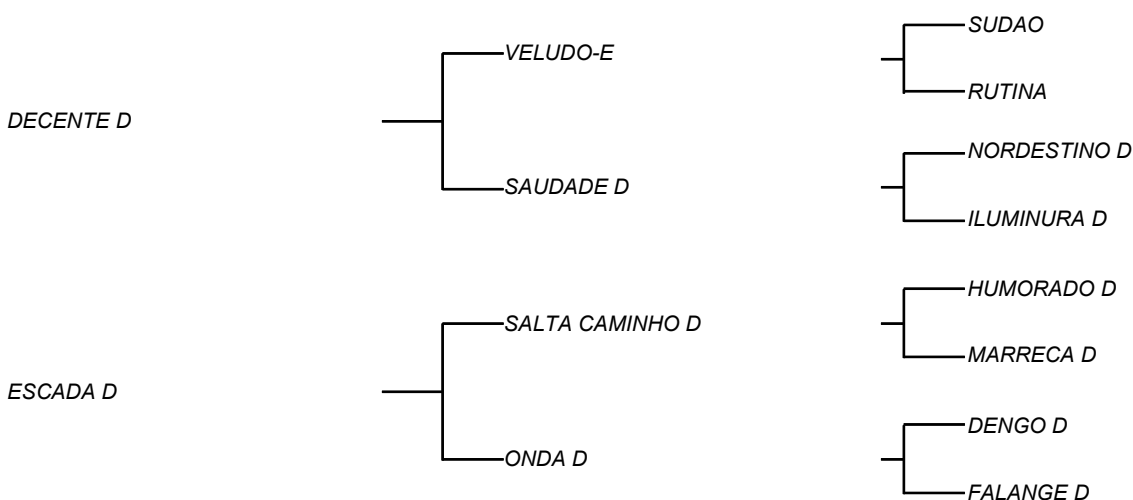 SUDAO
VELUDO-E
RUTINA
DECENTE D
NORDESTINO D
SAUDADE D
ILUMINURA D
HUMORADO D
SALTA CAMINHO D
MARRECA D
ESCADA D
DENGO D
ONDA D
FALANGE D